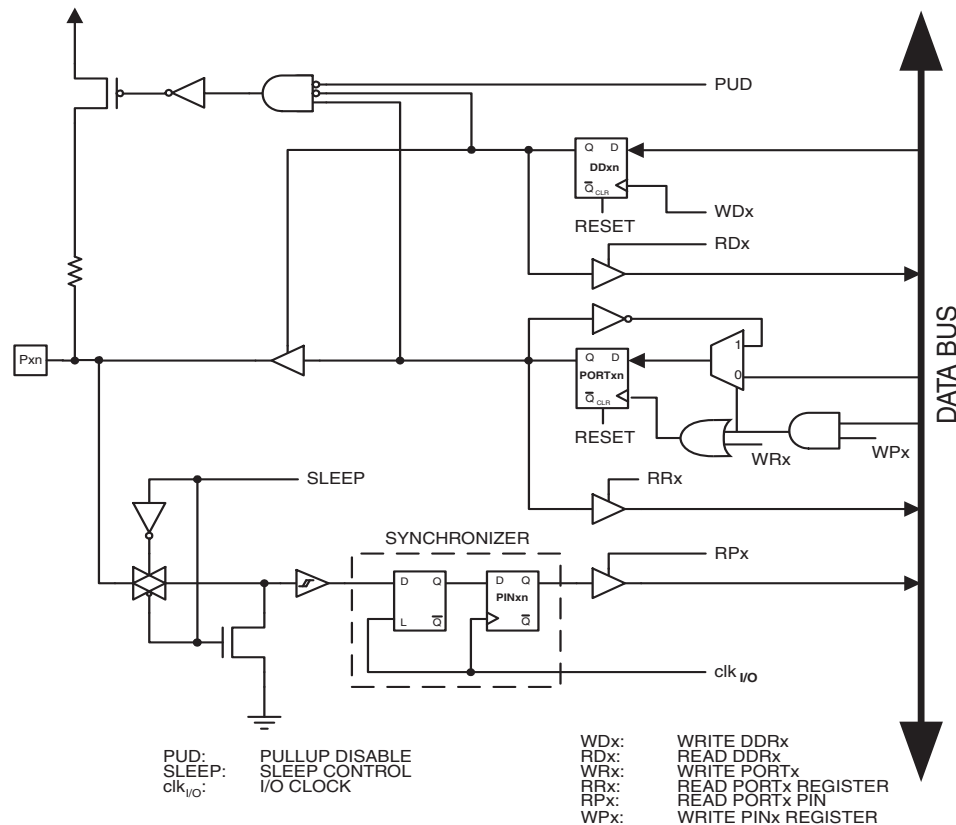 PUD
Q D
DDxn
Q CLR
WDx
RESET
RDx
1
Pxn
Q D
PORTxn
0
Q CLR
RESET
WRx
WPx
DATA BUS
SLEEP
RRx
SYNCHRONIZER
RPx
D Q
L Q
D Q
PINxn
Q
clk I/O
PUD: PULLUP DISABLE
SLEEP: SLEEP CONTROL
clkI/O: I/O CLOCK
WDx: WRITE DDRx
RDx: READ DDRx
WRx: WRITE PORTx
RRx: READ PORTx REGISTER
RPx: READ PORTx PIN
WPx: WRITE PINx REGISTER